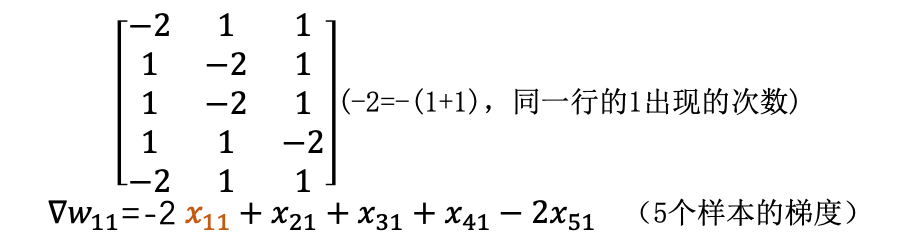 −2 1 1
1 −2 1
1 −2 1 (-2=-(1+1)，同一行的1出现的次数)
1 1 −2
−2 1 1
∇w₁₁=-2 x₁₁ + x₂₁ + x₃₁ + x₄₁ − 2x₅₁ （5个样本的梯度）